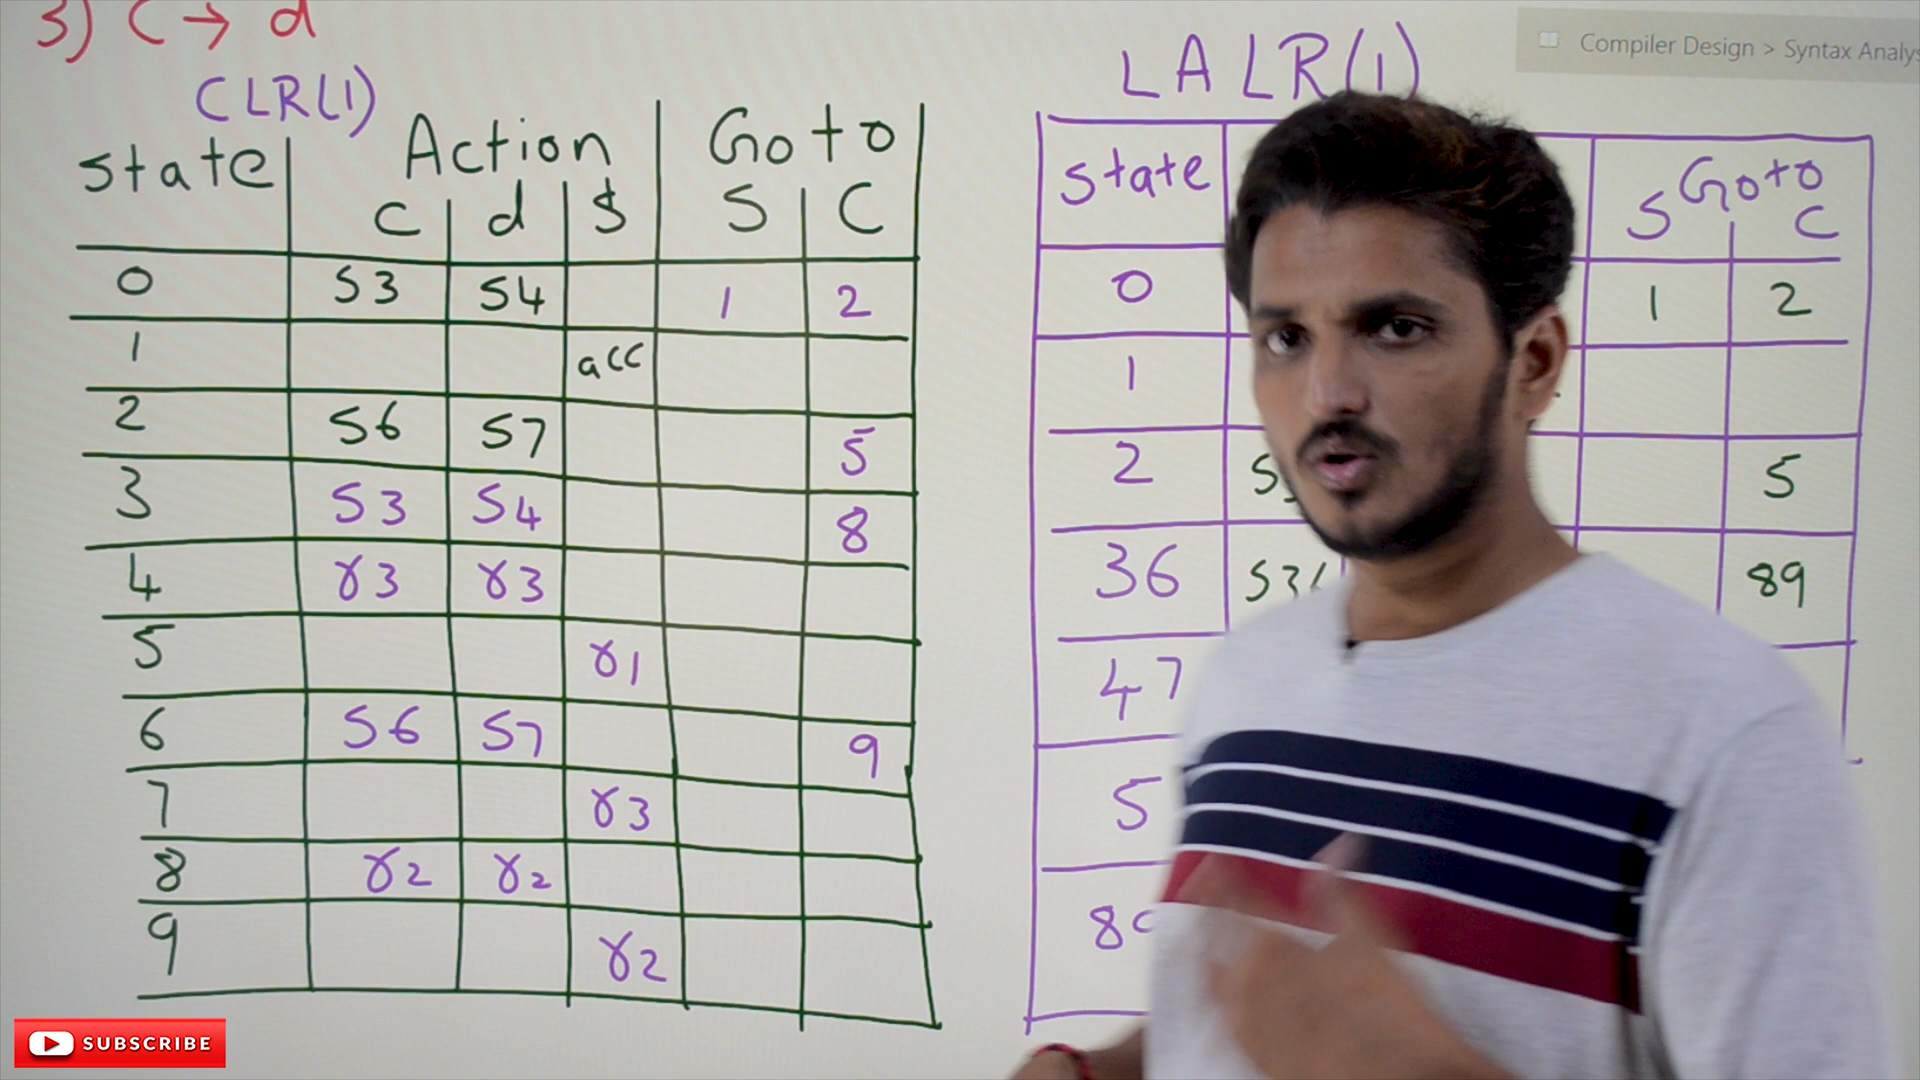 3) C → d
CLR(1)
state Action Goto
c d $ S C
0 S3 S4 1 2
1 acc
2 S6 S7 5
3 S3 S4 8
4 r3 r3
5 r1
6 S6 S7 9
7 r3
8 r2 r2
9 r2
LALR(1)
state Goto
S C
0 1 2
1
2 5
36 89
47
5
Compiler Design > Syntax
SUBSCRIBE